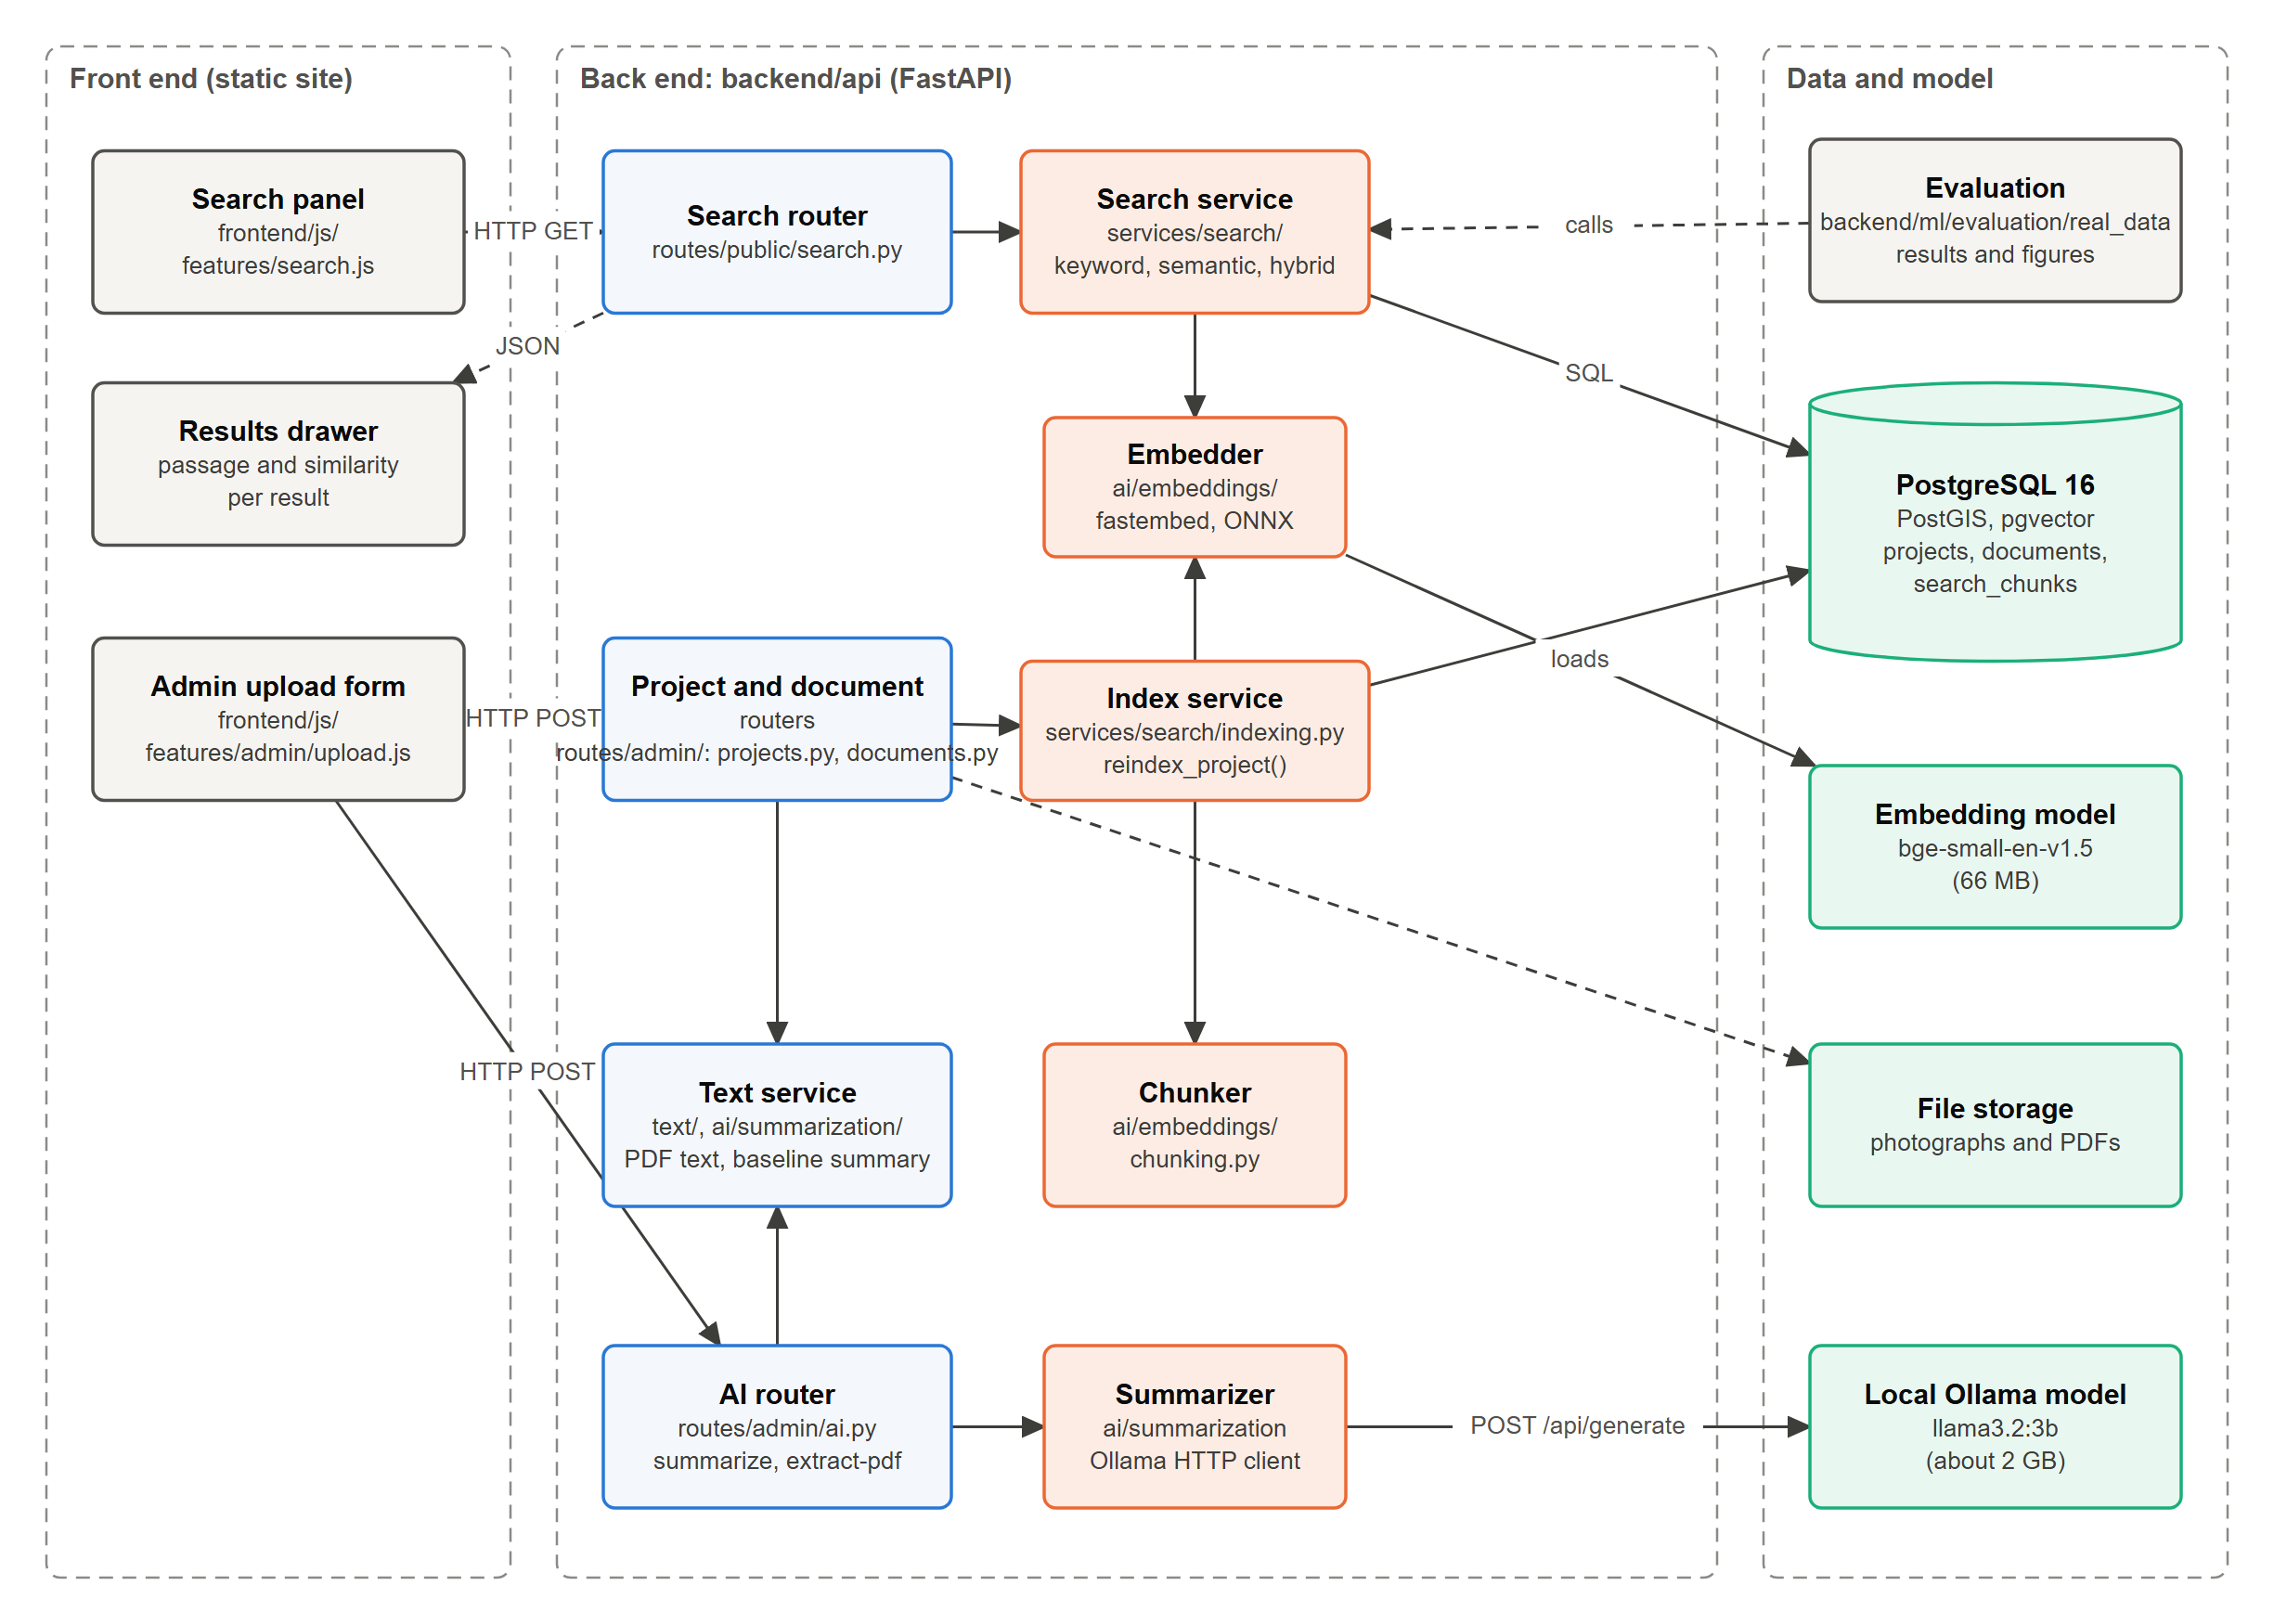 Front end (static site)
Back end: backend/api (FastAPI)
Data and model
Search panel
frontend/js/
features/search.js
HTTP GET
Search router
routes/public/search.py
Search service
services/search/
keyword, semantic, hybrid
calls
Evaluation
backend/ml/evaluation/real_data
results and figures
JSON
SQL
Results drawer
passage and similarity
per result
Embedder
ai/embeddings/
fastembed, ONNX
PostgreSQL 16
PostGIS, pgvector
projects, documents,
search_chunks
Admin upload form
frontend/js/
features/admin/upload.js
HTTP POST
Project and document
routers
routes/admin/: projects.py, documents.py
Index service
services/search/indexing.py
reindex_project()
loads
Embedding model
bge-small-en-v1.5
(66 MB)
HTTP POST
Text service
text/, ai/summarization/
PDF text, baseline summary
Chunker
ai/embeddings/
chunking.py
File storage
photographs and PDFs
AI router
routes/admin/ai.py
summarize, extract-pdf
Summarizer
ai/summarization
Ollama HTTP client
POST /api/generate
Local Ollama model
llama3.2:3b
(about 2 GB)